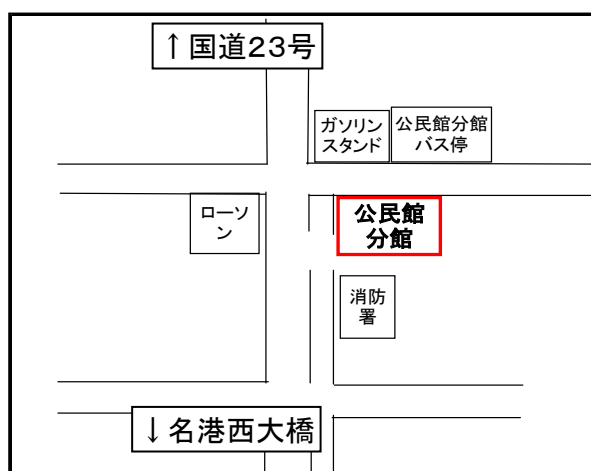 ↑国道23号
ガソリン
スタンド
公民館分館
バス停
ローソ
ン
公民館
分館
消防
署
↓名港西大橋